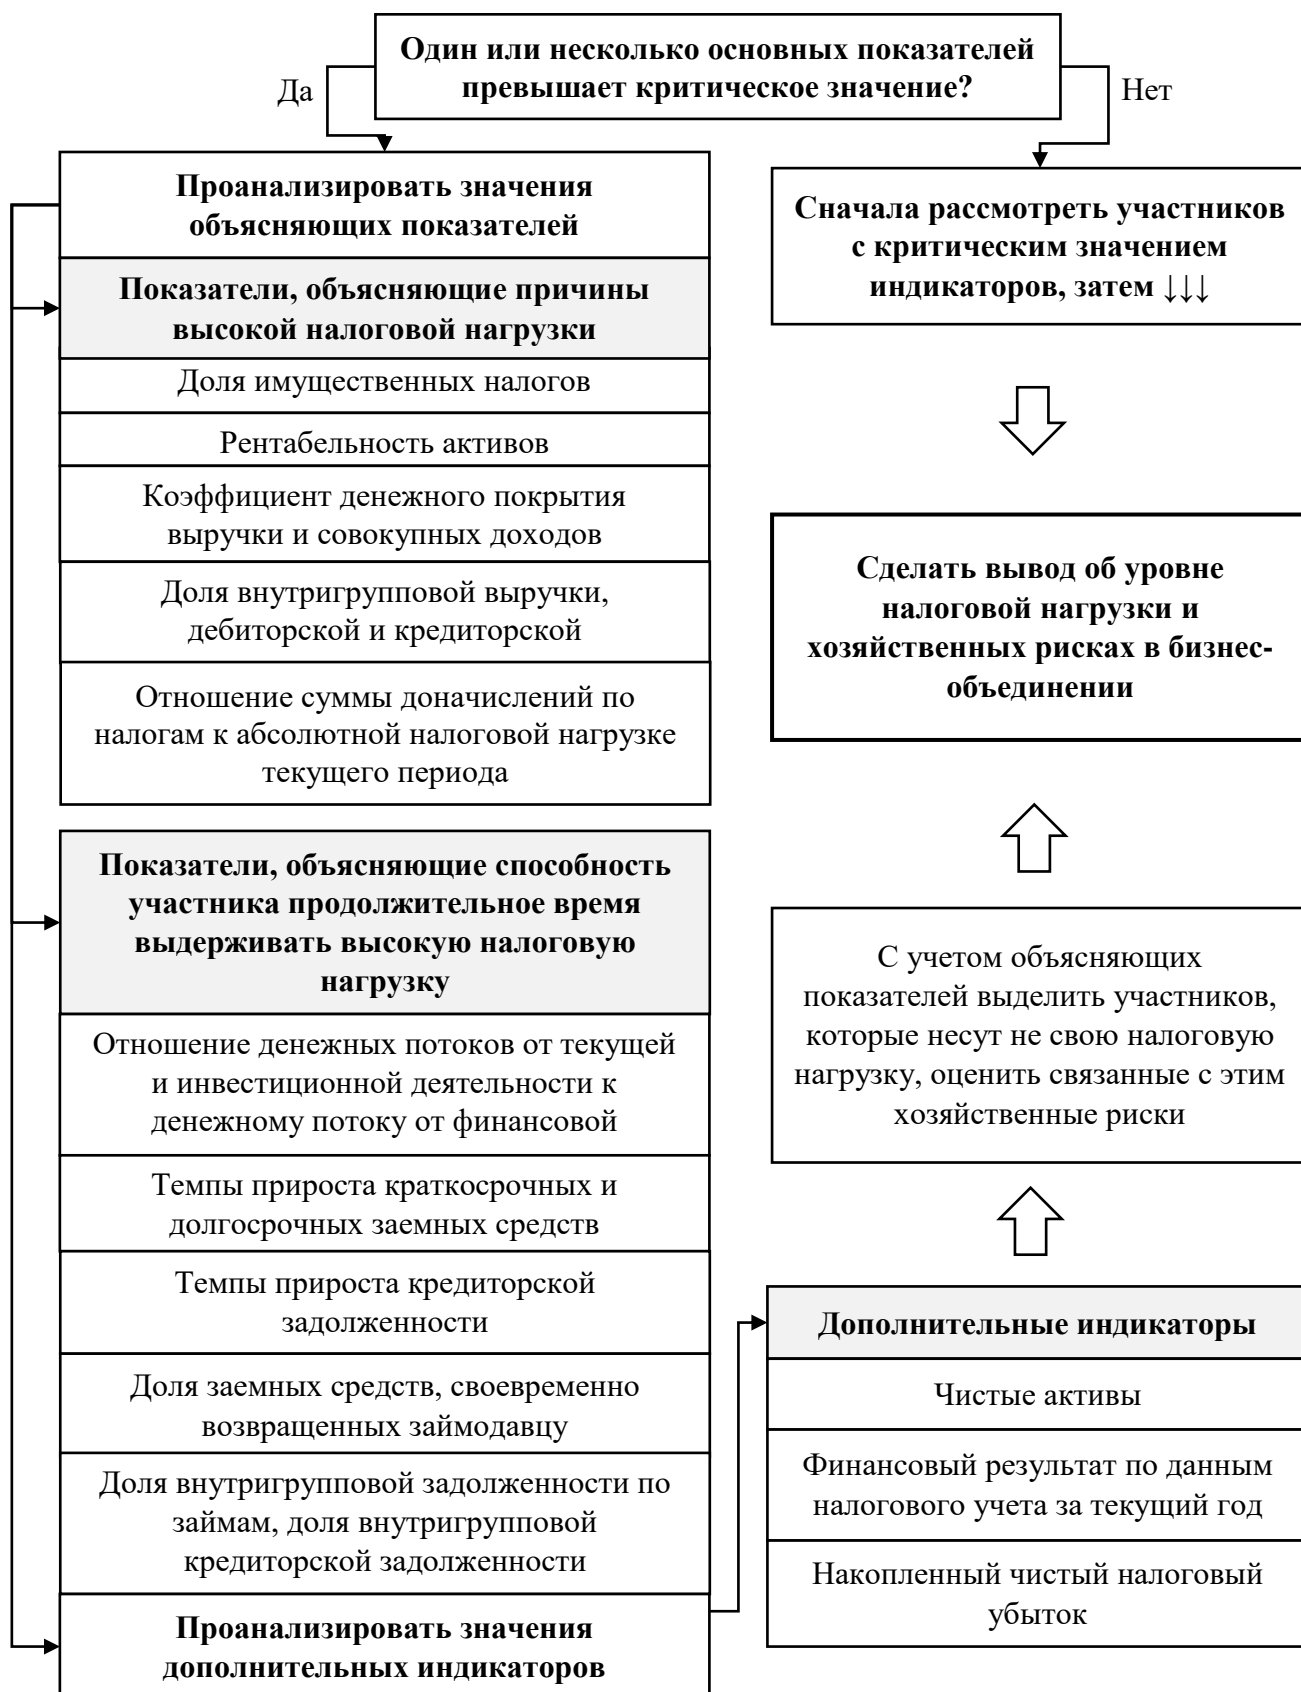 Один или несколько основных показателей
превышает критическое значение?
Да
Нет
Проанализировать значения
объясняющих показателей
Показатели, объясняющие причины
высокой налоговой нагрузки
Доля имущественных налогов
Рентабельность активов
Коэффициент денежного покрытия
выручки и совокупных доходов
Доля внутригрупповой выручки,
дебиторской и кредиторской
Отношение суммы доначислений по
налогам к абсолютной налоговой нагрузке
текущего периода
Показатели, объясняющие способность
участника продолжительное время
выдерживать высокую налоговую
нагрузку
Отношение денежных потоков от текущей
и инвестиционной деятельности к
денежному потоку от финансовой
Темпы прироста краткосрочных и
долгосрочных заемных средств
Темпы прироста кредиторской
задолженности
Доля заемных средств, своевременно
возвращенных займодавцу
Доля внутригрупповой задолженности по
займам, доля внутригрупповой
кредиторской задолженности
Проанализировать значения
дополнительных индикаторов
Сначала рассмотреть участников
с критическим значением
индикаторов, затем ↓↓↓
Сделать вывод об уровне
налоговой нагрузки и
хозяйственных рисках в бизнес-
объединении
С учетом объясняющих
показателей выделить участников,
которые несут не свою налоговую
нагрузку, оценить связанные с этим
хозяйственные риски
Дополнительные индикаторы
Чистые активы
Финансовый результат по данным
налогового учета за текущий год
Накопленный чистый налоговый
убыток